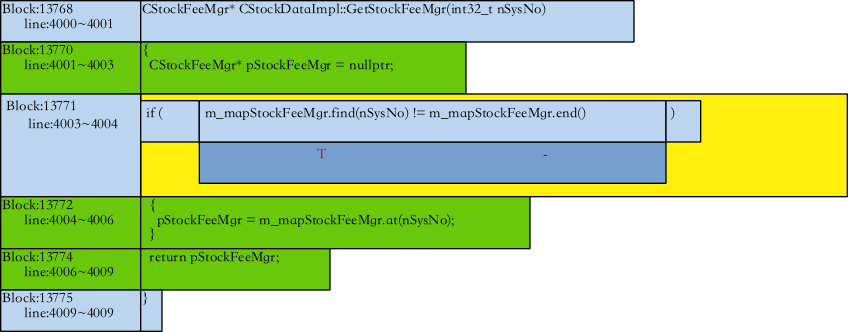 Block:13768 CStockFeeMgr* CStockDataImpl::GetStockFeeMgr(int32_t nSysNo)
line:4000~4001
Block:13770 {
line:4001~4003 CStockFeeMgr* pStockFeeMgr = nullptr;
Block:13771 if ( m_mapStockFeeMgr.find(nSysNo) != m_mapStockFeeMgr.end() )
line:4003~4004
T -
Block:13772 {
line:4004~4006 pStockFeeMgr = m_mapStockFeeMgr.at(nSysNo);
}
Block:13774 return pStockFeeMgr;
line:4006~4009
Block:13775 }
line:4009~4009